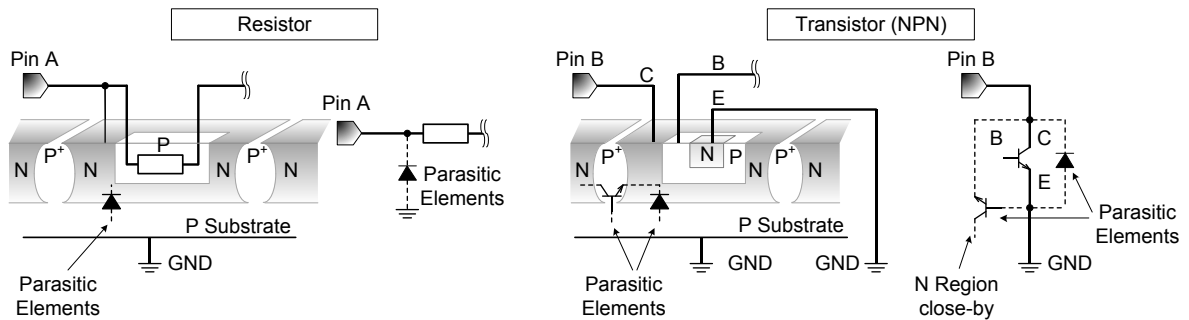 Resistor
Transistor (NPN)
Pin A
Pin A
N
P+
N
P
N
P+
N
Parasitic
Elements
P Substrate
GND
Parasitic
Elements
Pin B
C
B
E
N
P+
N
N
P
N
P+
N
P Substrate
GND
GND
Parasitic
Elements
Pin B
B
C
E
Parasitic
Elements
GND
N Region
close-by